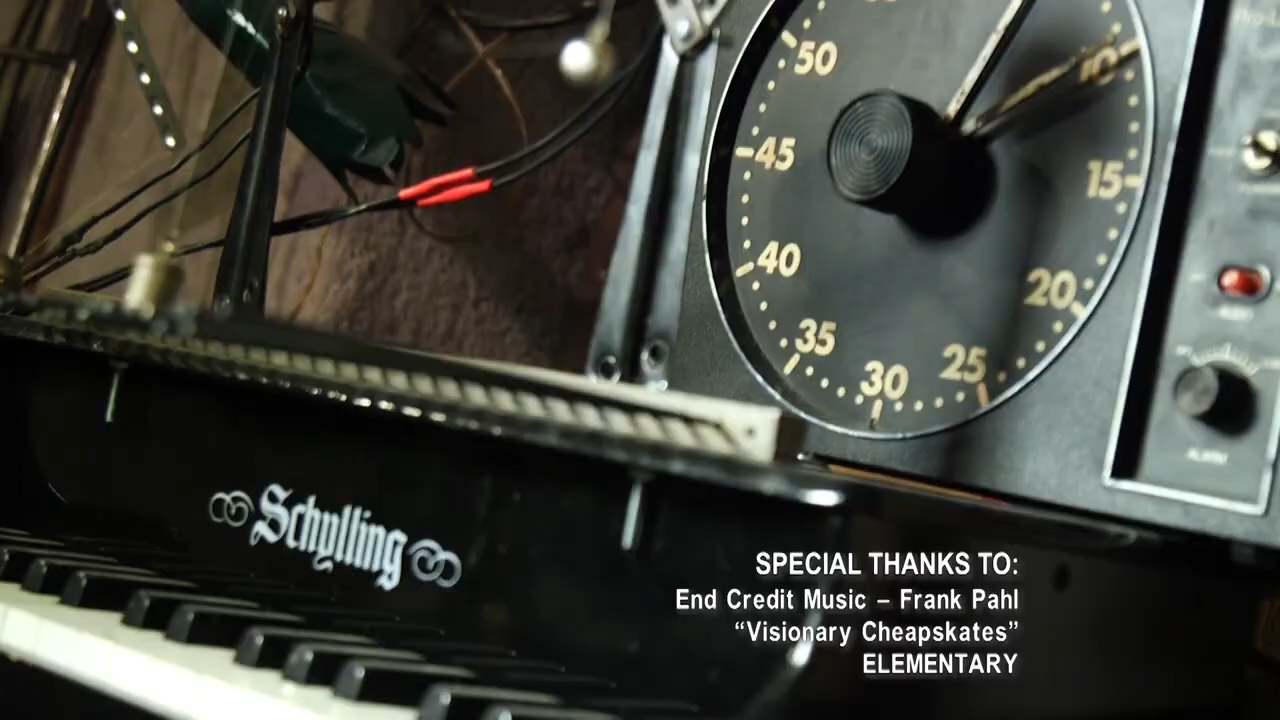 50
10
45
15
40
20
35
30
25
ALARM
Schylling
SPECIAL THANKS TO:
End Credit Music – Frank Pahl
“Visionary Cheapskates”
ELEMENTARY